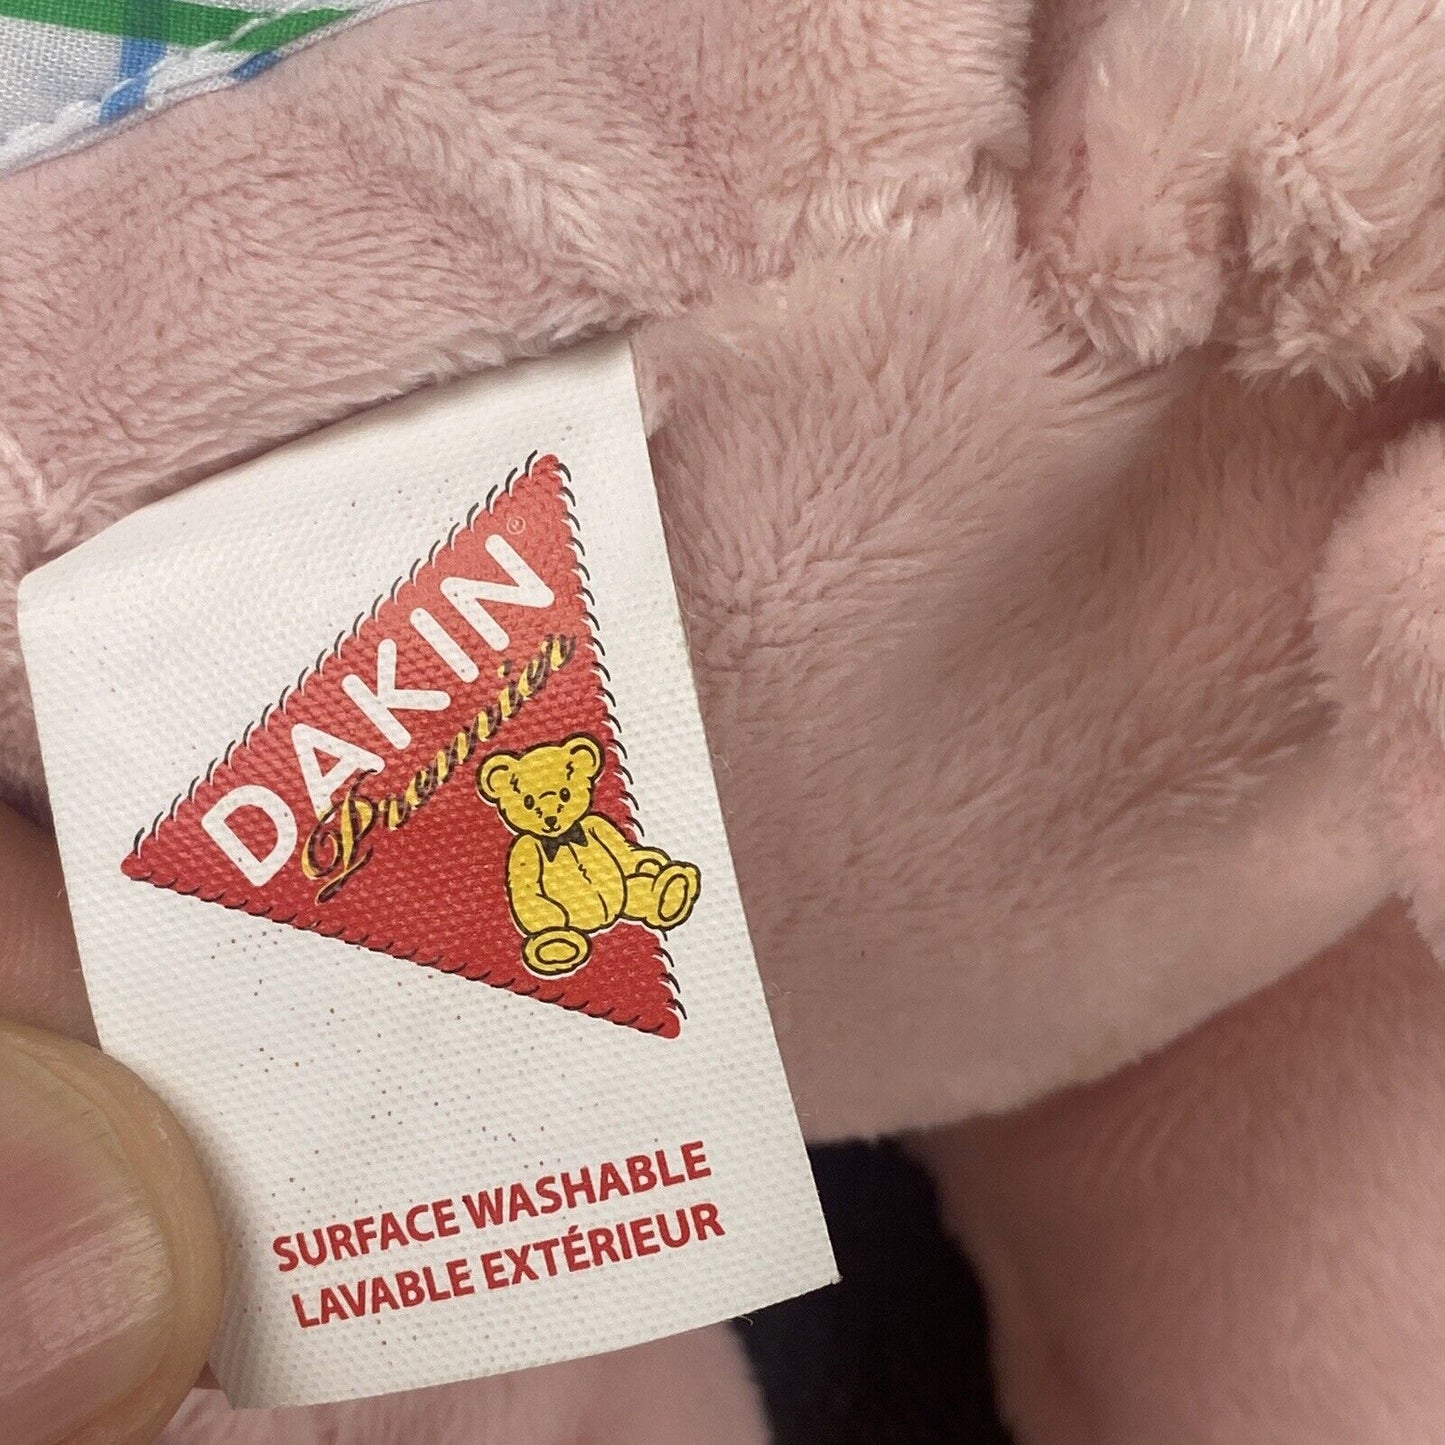 DAKIN®
Premier
SURFACE WASHABLE
LAVABLE EXTÉRIEUR